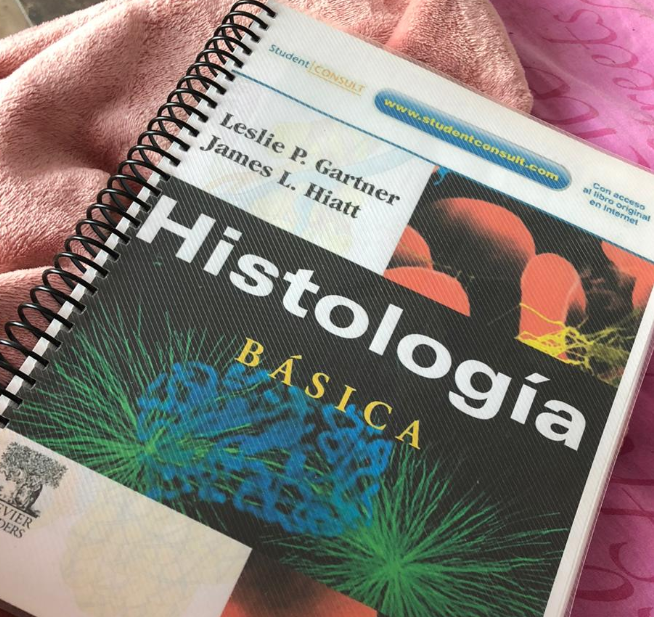 Student CONSULT
www.studentconsult.com
Con acceso
al libro original
en Internet
Leslie P. Gartner
James L. Hiatt
Histología
BÁSICA